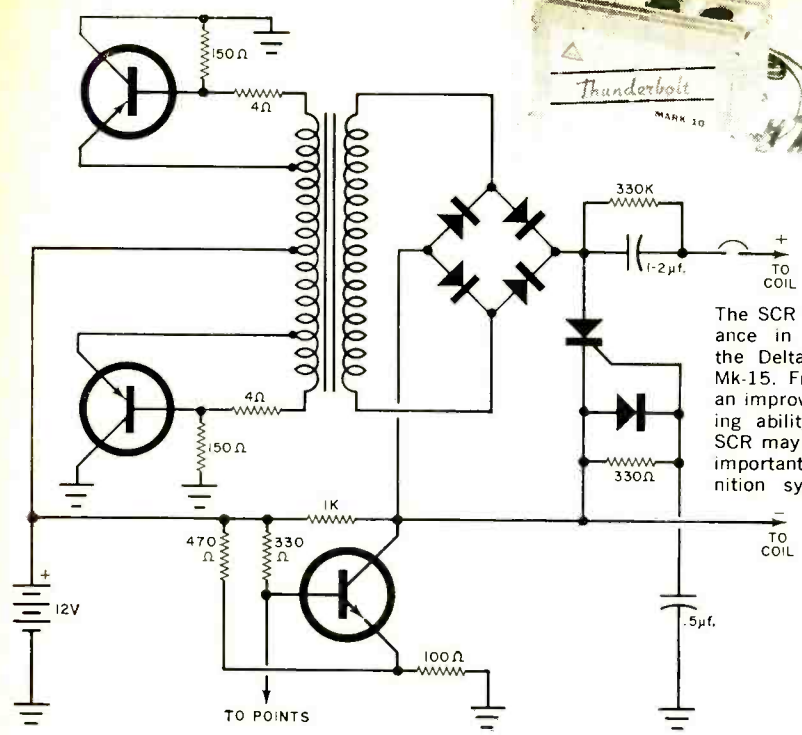 150Ω
4Ω
Thunderbolt
MARK 10
330K
1-2µf.
+
TO
COIL
The SCR
ance in
the Delta
Mk-15. Fr
an improv
ing abilit
SCR may
important
nition sy
4Ω
150Ω
330Ω
1K
470
Ω
330
Ω
−
TO
COIL
+
12V
.5µf.
100Ω
TO POINTS